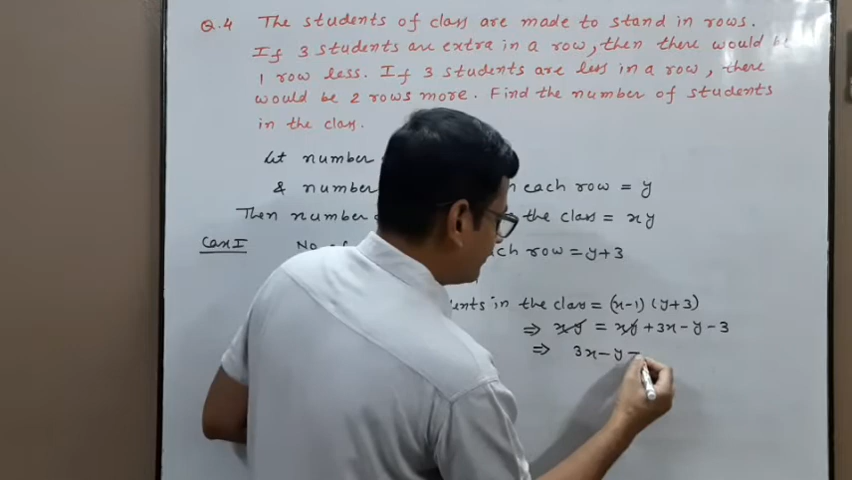 Q.4 The students of class are made to stand in rows.
If 3 students are extra in a row, then there would be
1 row less. If 3 students are less in a row, there
would be 2 rows more. Find the number of students
in the class.
Let number
& number each row = y
Then number the class = xy
Case I No. row = y+3
in the class = (x-1) (y+3)
⇒ xy = xy + 3x - y - 3
⇒ 3x - y =